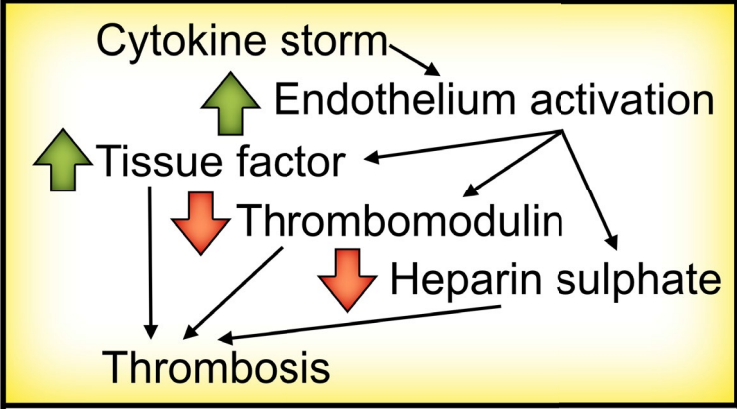 Cytokine storm
Endothelium activation
Tissue factor
Thrombomodulin
Heparin sulphate
Thrombosis